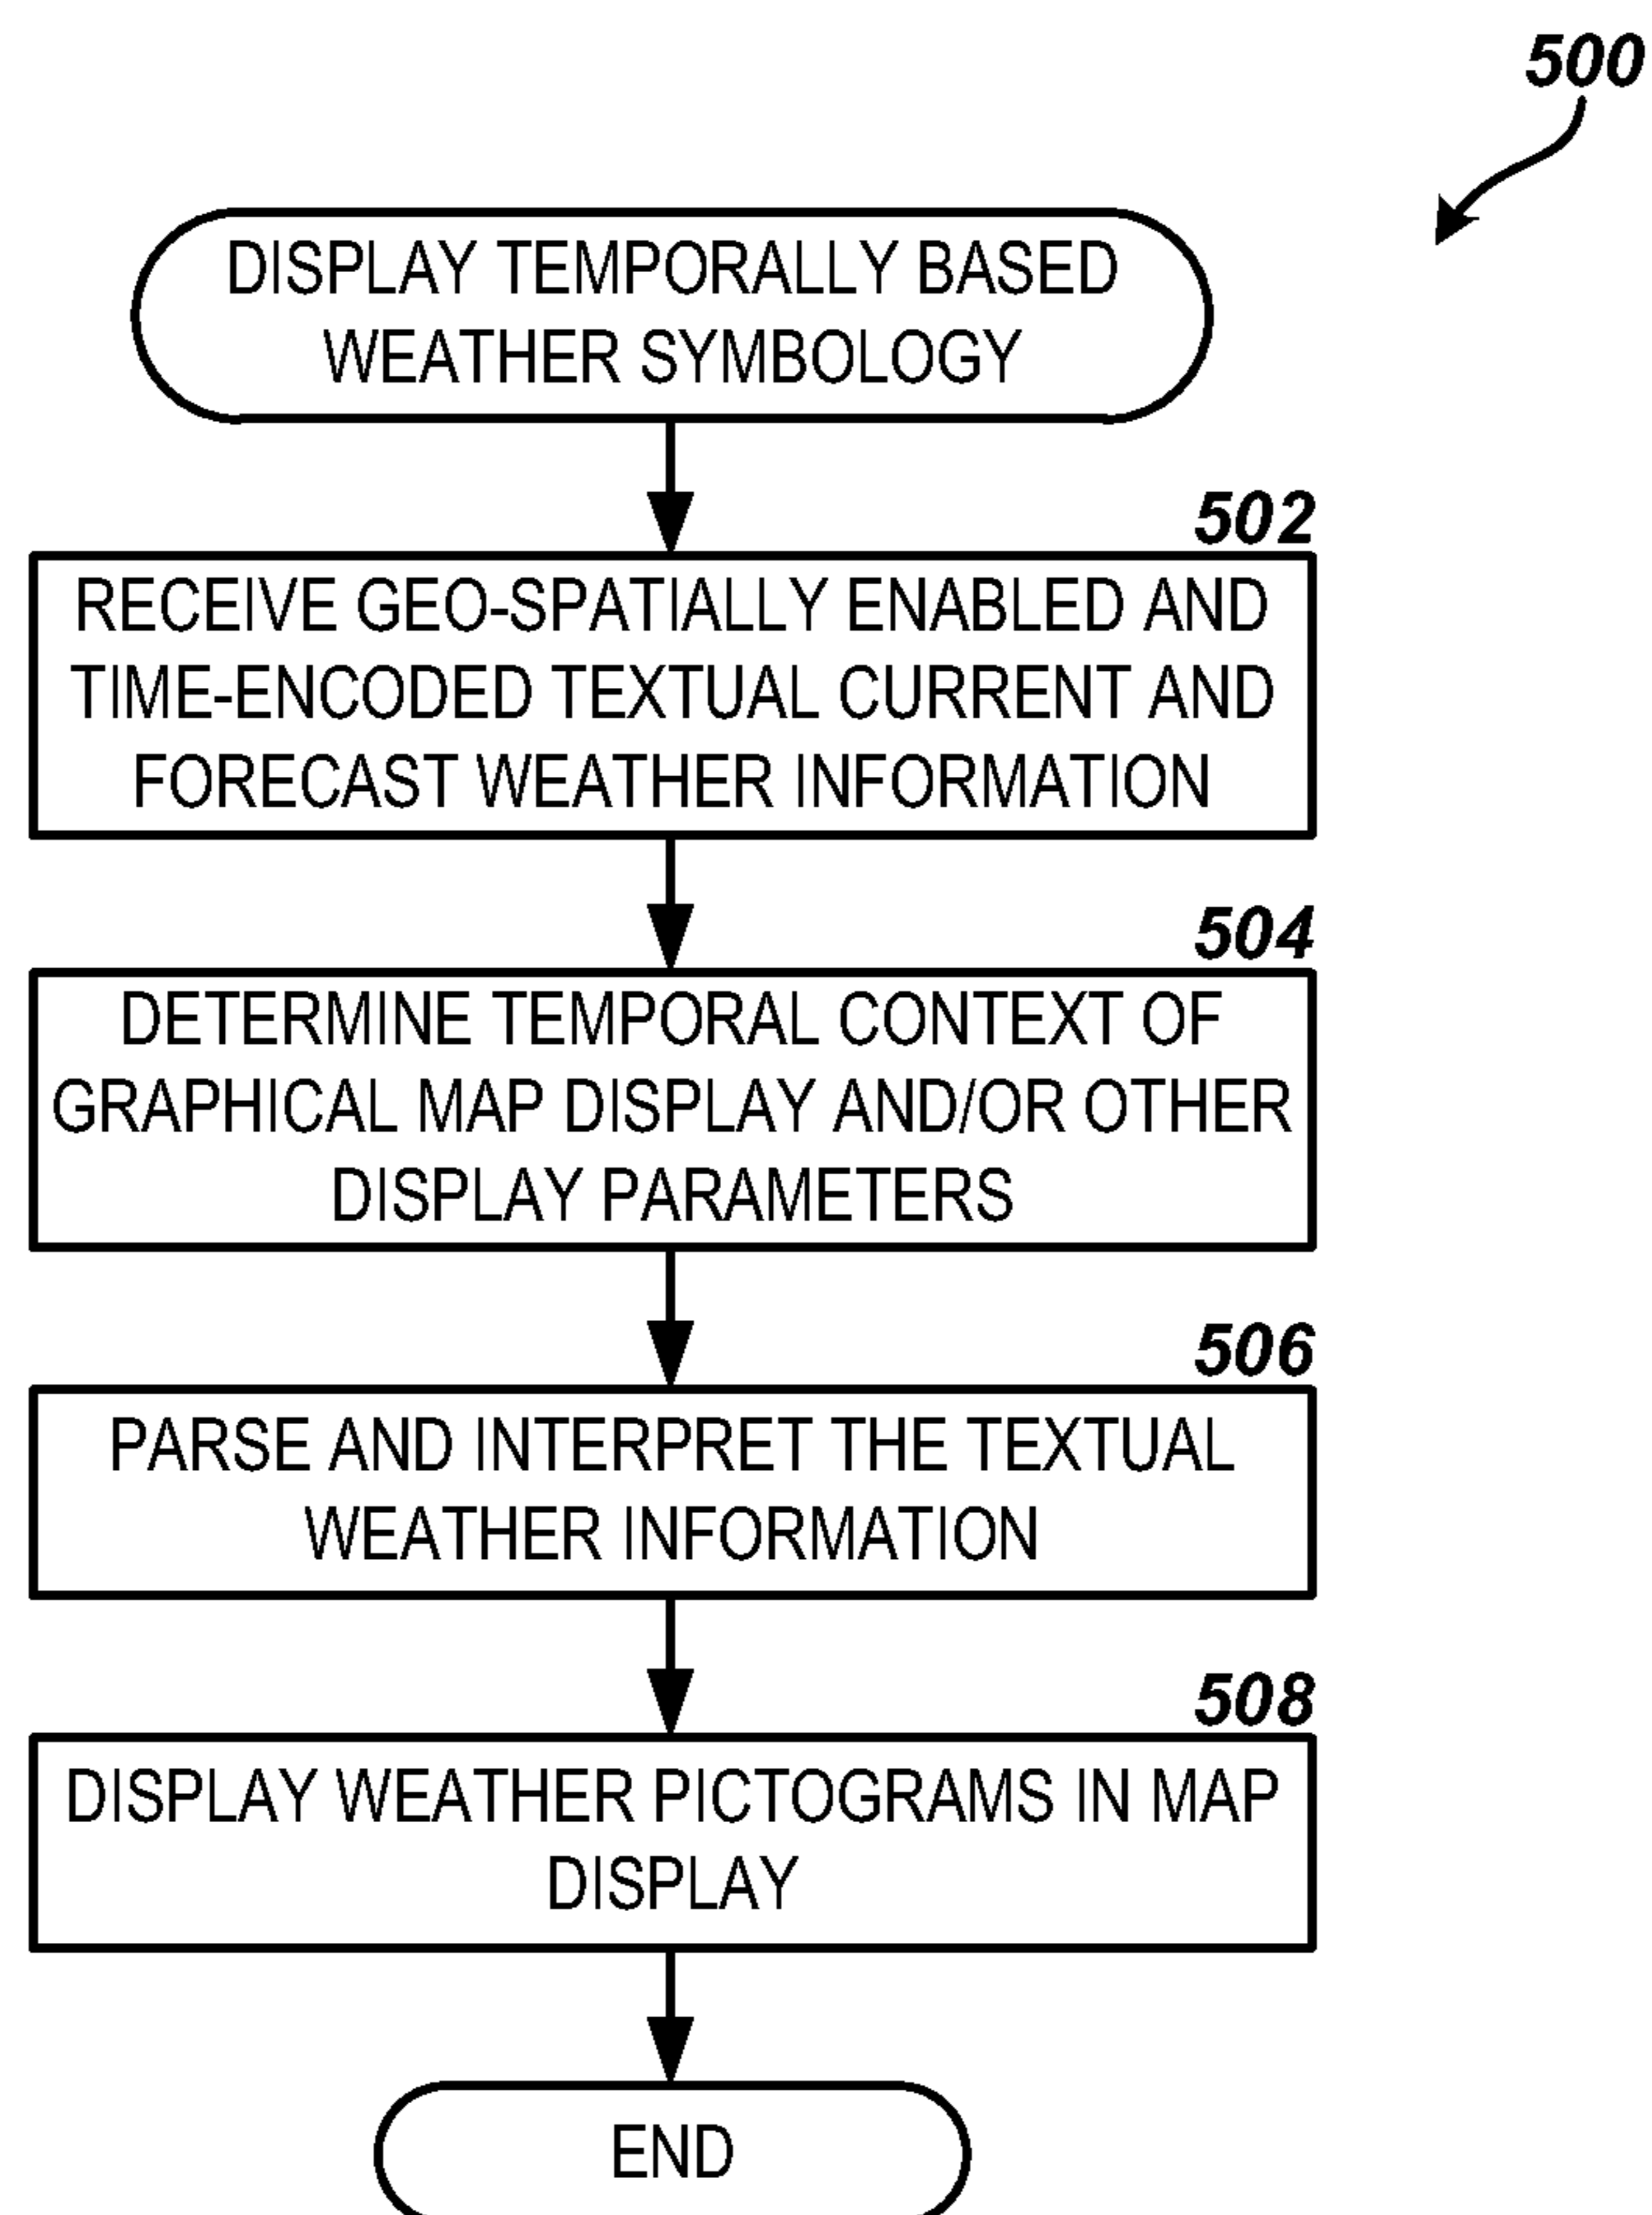 500
DISPLAY TEMPORALLY BASED
WEATHER SYMBOLOGY
502
RECEIVE GEO-SPATIALLY ENABLED AND
TIME-ENCODED TEXTUAL CURRENT AND
FORECAST WEATHER INFORMATION
504
DETERMINE TEMPORAL CONTEXT OF
GRAPHICAL MAP DISPLAY AND/OR OTHER
DISPLAY PARAMETERS
506
PARSE AND INTERPRET THE TEXTUAL
WEATHER INFORMATION
508
DISPLAY WEATHER PICTOGRAMS IN MAP
DISPLAY
END